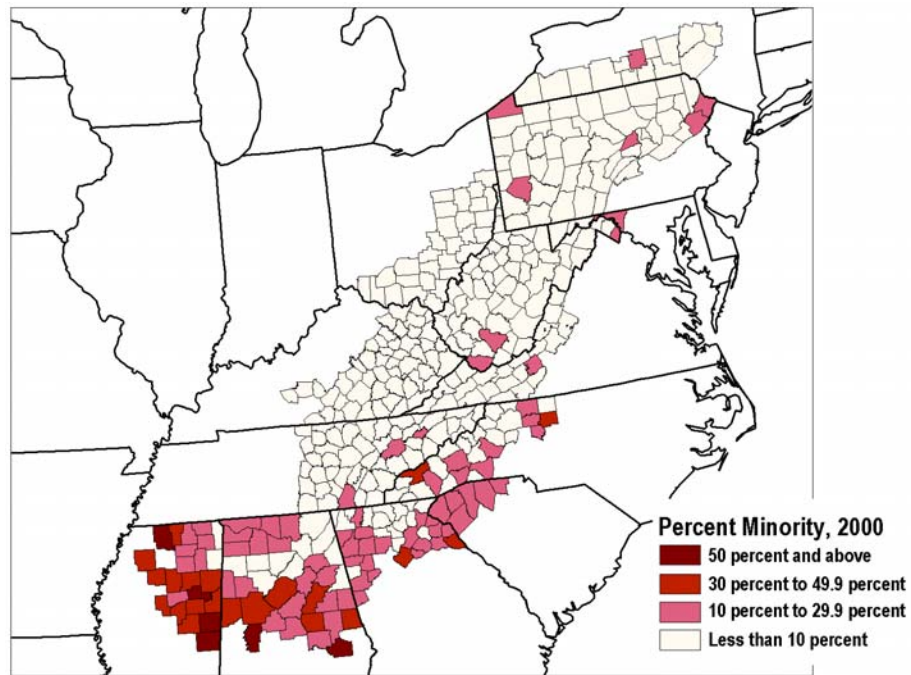 Percent Minority, 2000
50 percent and above
30 percent to 49.9 percent
10 percent to 29.9 percent
Less than 10 percent